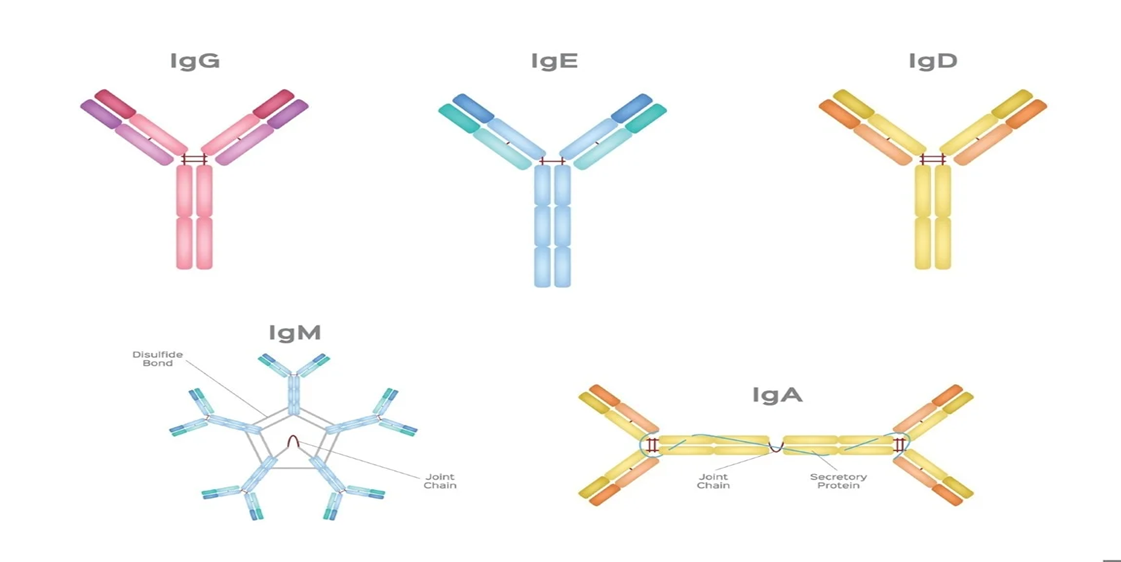 IgG
IgE
IgD
IgM
Disulfide
Bond
Joint
Chain
IgA
Joint
Chain
Secretory
Protein